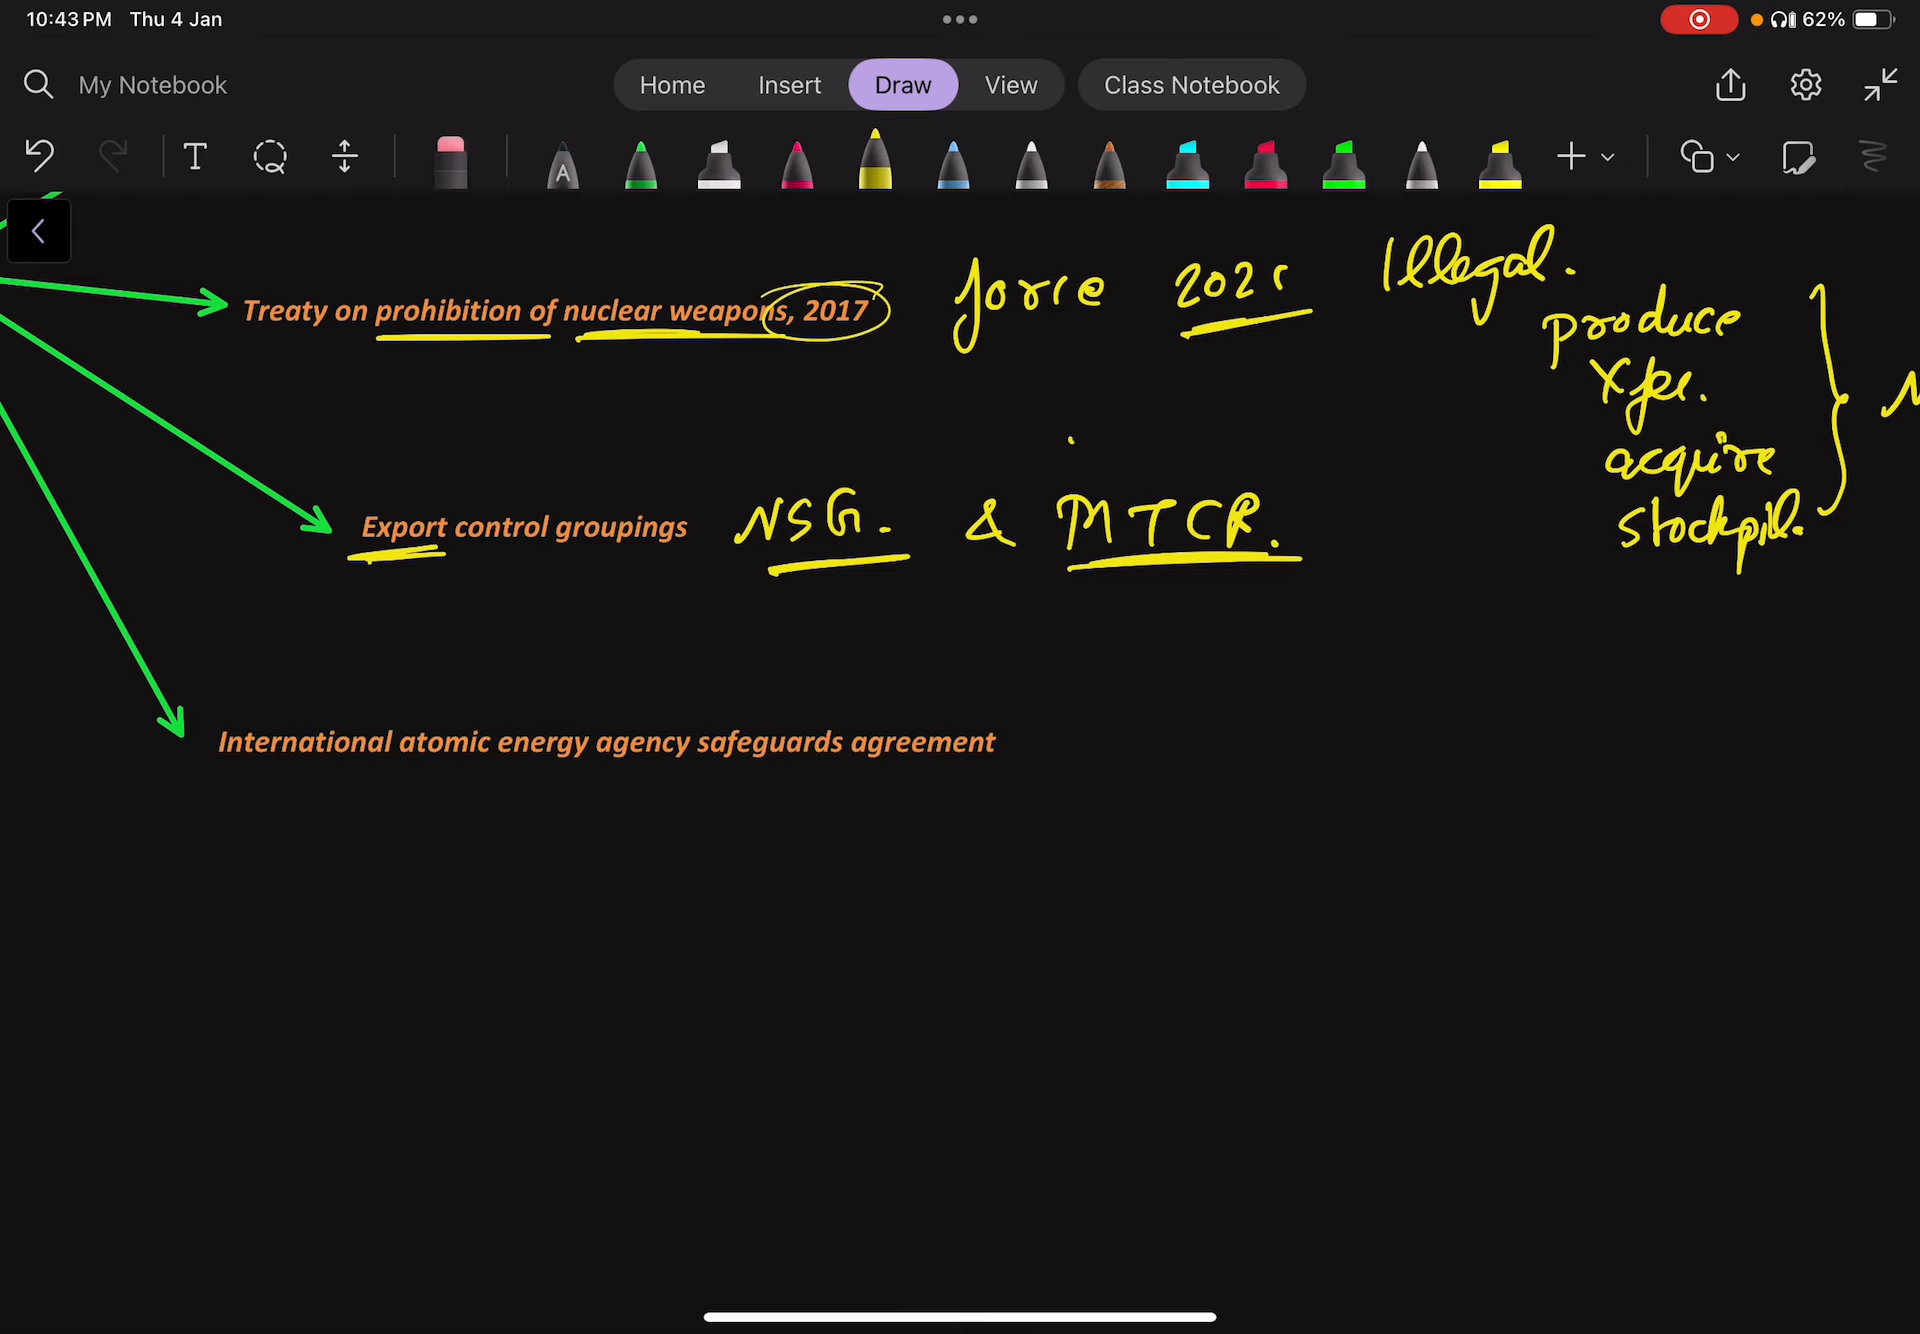 10:43 PM Thu 4 Jan
62%
My Notebook
Home Insert Draw View Class Notebook
A
Treaty on prohibition of nuclear weapons, 2017
force 2021
Illegal.
produce
Xfer.
acquire
stockpil.
Export control groupings NSG. & MTCR.
International atomic energy agency safeguards agreement